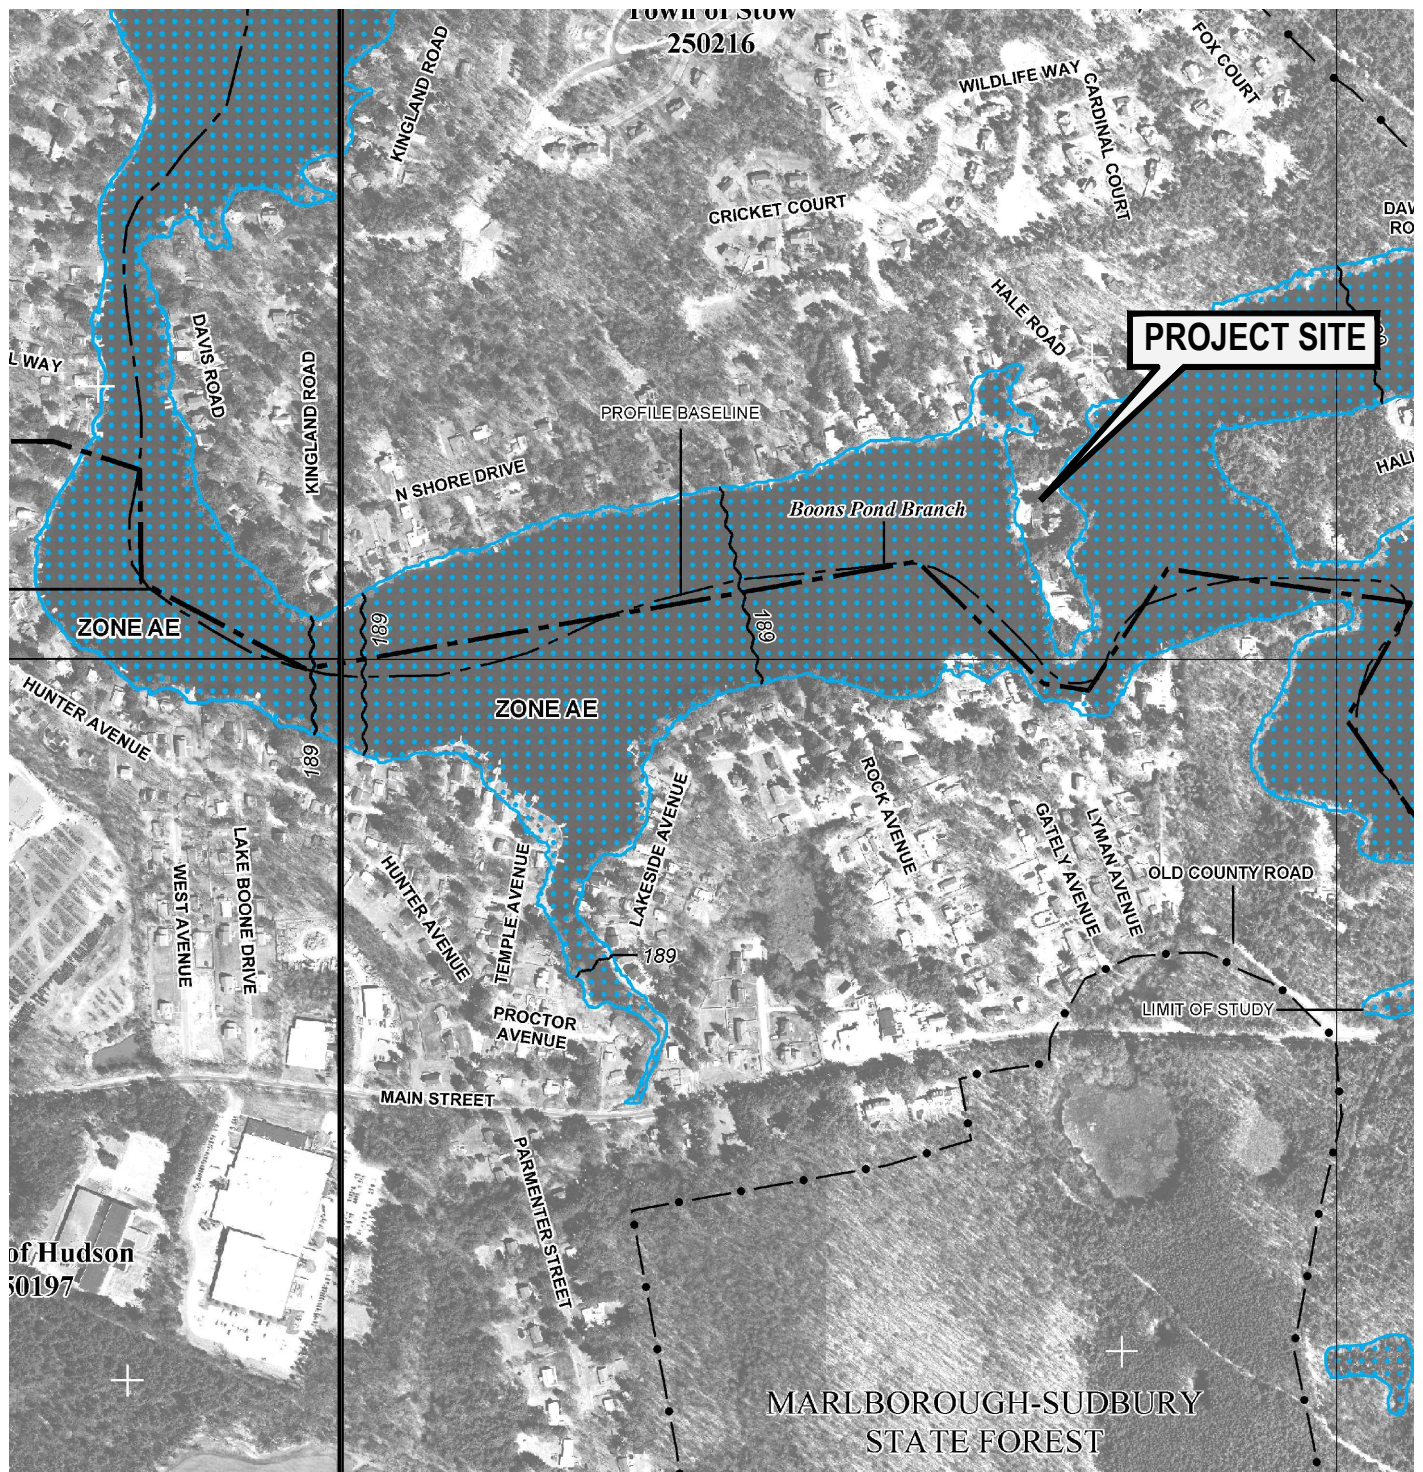 Town of Stow
250216
KINGLAND ROAD
WILDLIFE WAY
CARDINAL COURT
FOX COURT
CRICKET COURT
HALE ROAD
PROJECT SITE
L WAY
DAVIS ROAD
KINGLAND ROAD
PROFILE BASELINE
N SHORE DRIVE
Boons Pond Branch
ZONE AE
189
189
189
ZONE AE
HUNTER AVENUE
189
ROCK AVENUE
GATELY AVENUE
LYMAN AVENUE
OLD COUNTY ROAD
LAKESIDE AVENUE
TEMPLE AVENUE
HUNTER AVENUE
LAKE BOONE DRIVE
WEST AVENUE
189
PROCTOR
AVENUE
LIMIT OF STUDY
MAIN STREET
PARMENTER STREET
of Hudson
50197
MARLBOROUGH-SUDBURY
STATE FOREST